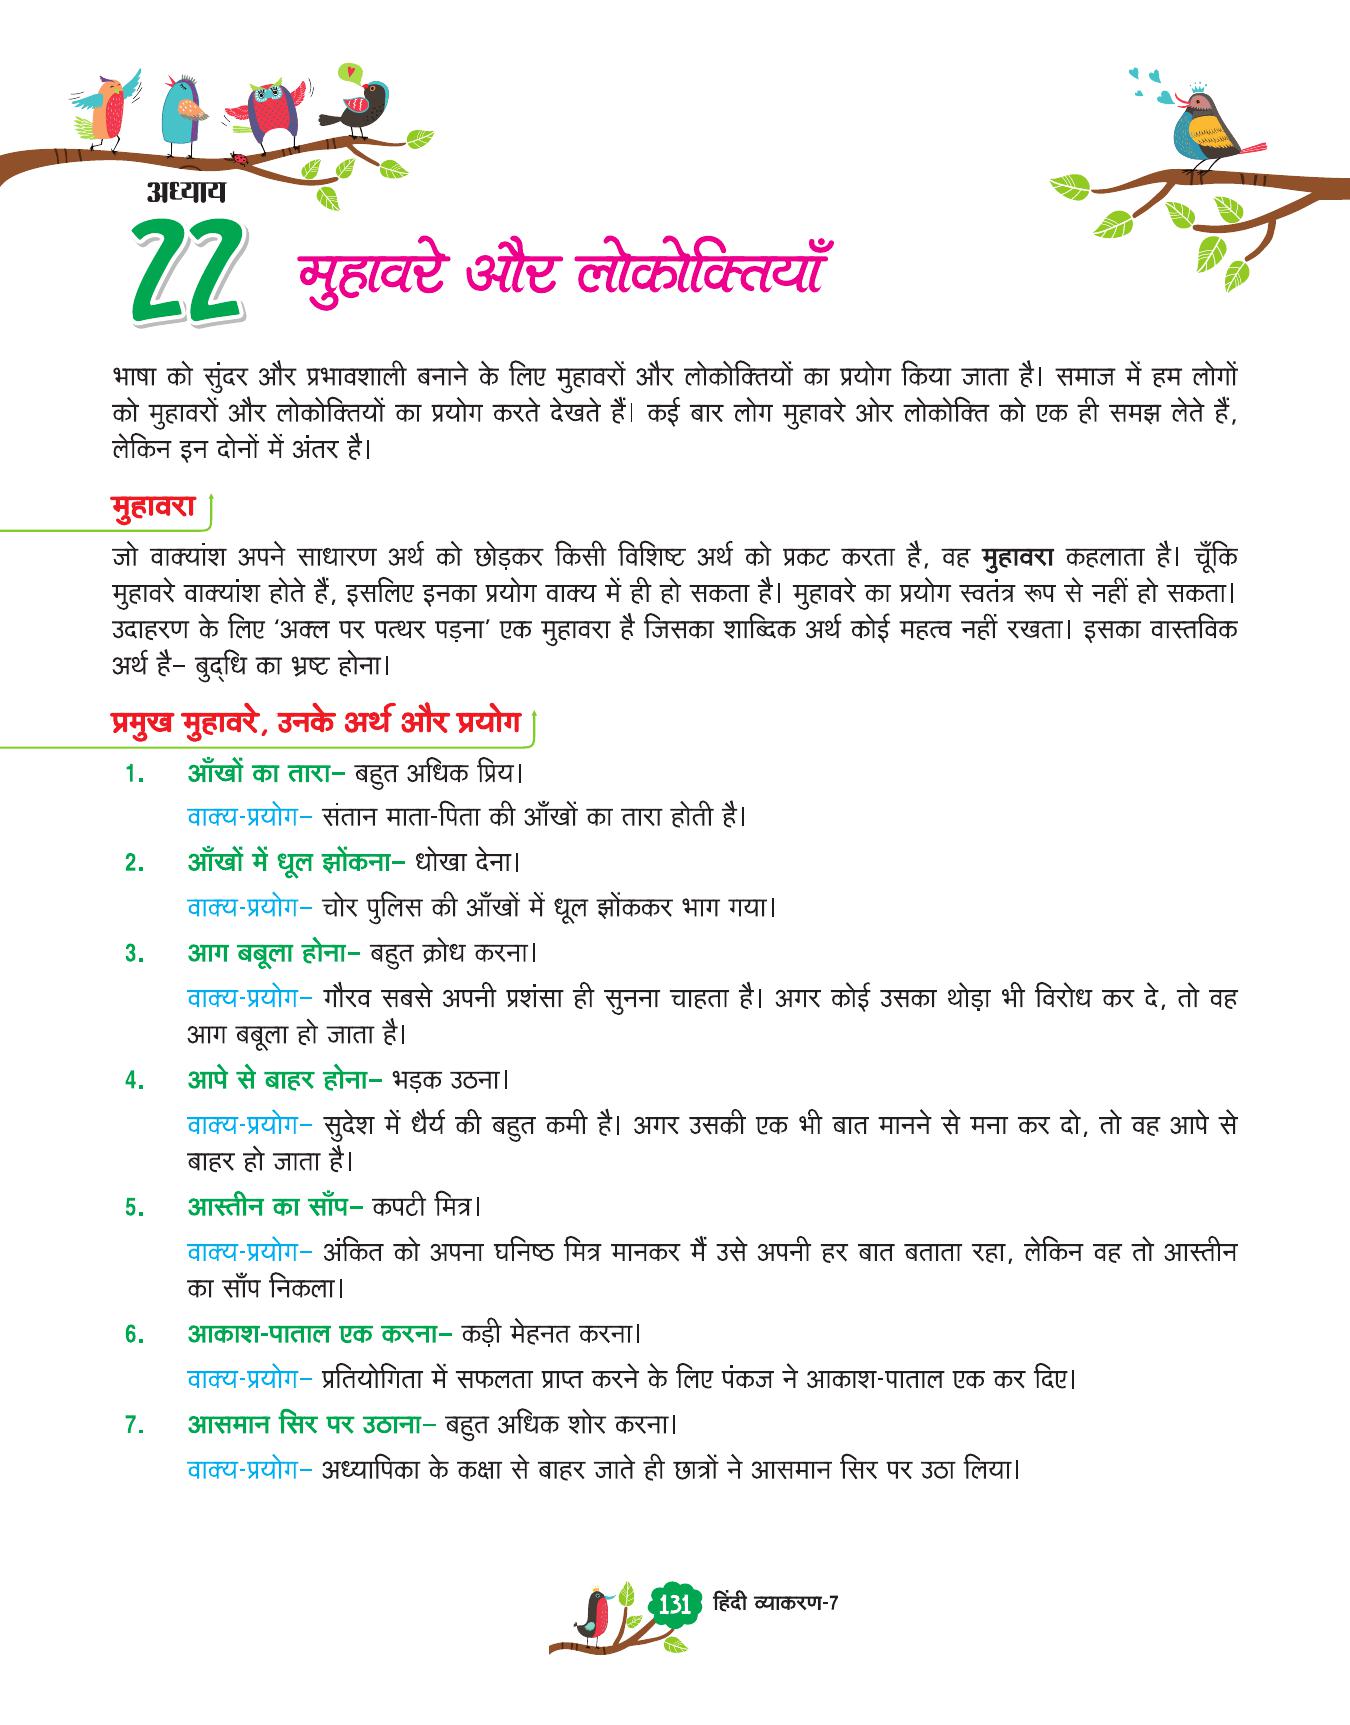 अध्याय
22
मुहावरे और लोकोक्तियाँ
भाषा को सुंदर और प्रभावशाली बनाने के लिए मुहावरों और लोकोक्तियों का प्रयोग किया जाता है। समाज में हम लोगों
को मुहावरों और लोकोक्तियों का प्रयोग करते देखते हैं। कई बार लोग मुहावरे ओर लोकोक्ति को एक ही समझ लेते हैं,
लेकिन इन दोनों में अंतर है।
मुहावरा
जो वाक्यांश अपने साधारण अर्थ को छोड़कर किसी विशिष्ट अर्थ को प्रकट करता है, वह मुहावरा कहलाता है। चूँकि
मुहावरे वाक्यांश होते हैं, इसलिए इनका प्रयोग वाक्य में ही हो सकता है। मुहावरे का प्रयोग स्वतंत्र रूप से नहीं हो सकता।
उदाहरण के लिए ‘अक्ल पर पत्थर पड़ना’ एक मुहावरा है जिसका शाब्दिक अर्थ कोई महत्व नहीं रखता। इसका वास्तविक
अर्थ है– बुद्‌धि का भ्रष्ट होना।
प्रमुख मुहावरे, उनके अर्थ और प्रयोग
1. आँखों का तारा– बहुत अधिक प्रिय।
वाक्य-प्रयोग– संतान माता-पिता की आँखों का तारा होती है।
2. आँखों में धूल झोंकना– धोखा देना।
वाक्य-प्रयोग– चोर पुलिस की आँखों में धूल झोंककर भाग गया।
3. आग बबूला होना– बहुत क्रोध करना।
वाक्य-प्रयोग– गौरव सबसे अपनी प्रशंसा ही सुनना चाहता है। अगर कोई उसका थोड़ा भी विरोध कर दे, तो वह
आग बबूला हो जाता है।
4. आपे से बाहर होना– भड़क उठना।
वाक्य-प्रयोग– सुदेश में धैर्य की बहुत कमी है। अगर उसकी एक भी बात मानने से मना कर दो, तो वह आपे से
बाहर हो जाता है।
5. आस्तीन का साँप– कपटी मित्र।
वाक्य-प्रयोग– अंकित को अपना घनिष्ठ मित्र मानकर मैं उसे अपनी हर बात बताता रहा, लेकिन वह तो आस्तीन
का साँप निकला।
6. आकाश-पाताल एक करना– कड़ी मेहनत करना।
वाक्य-प्रयोग– प्रतियोगिता में सफलता प्राप्त करने के लिए पंकज ने आकाश-पाताल एक कर दिए।
7. आसमान सिर पर उठाना– बहुत अधिक शोर करना।
वाक्य-प्रयोग– अध्यापिका के कक्षा से बाहर जाते ही छात्रों ने आसमान सिर पर उठा लिया।
131 हिंदी व्याकरण-7